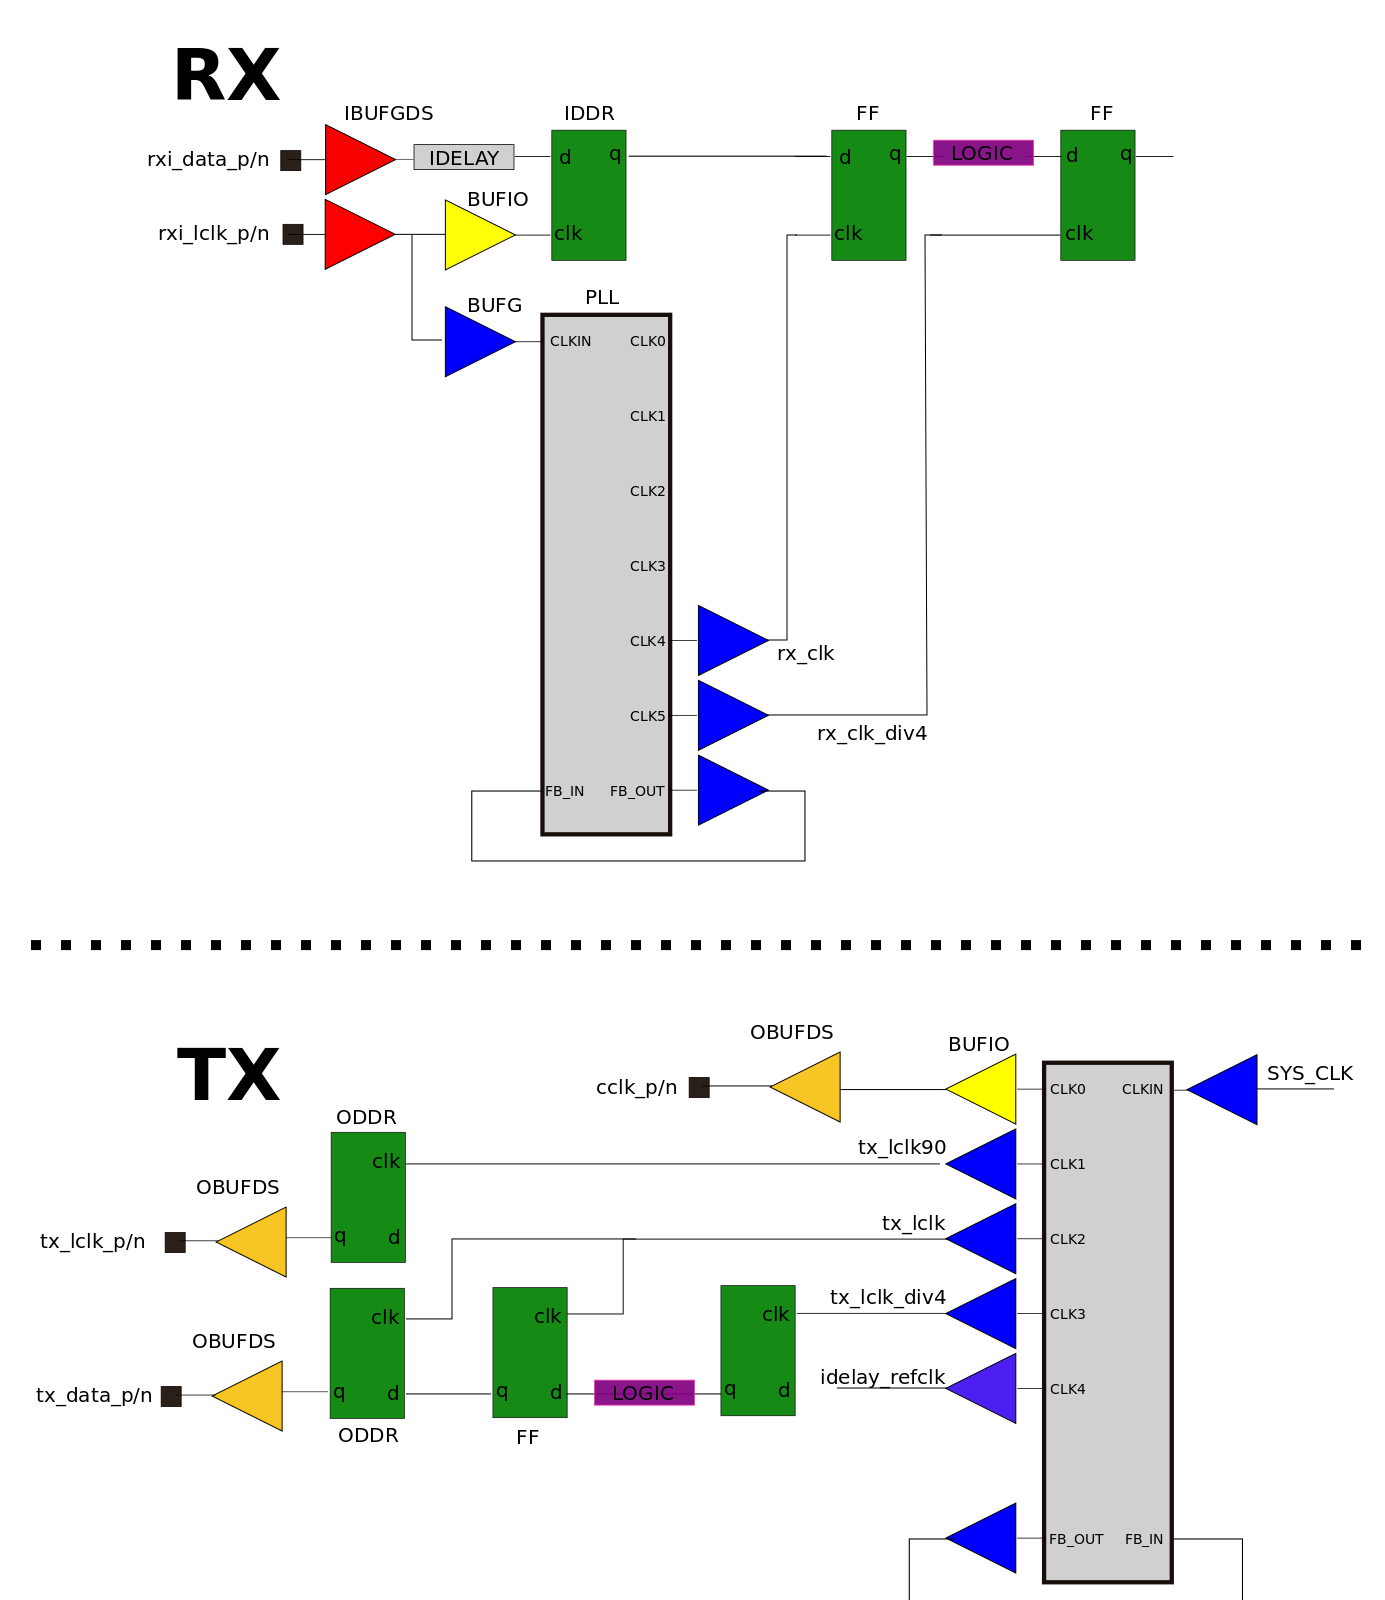 RX
IBUFGDS
IDDR
FF
FF
rxi_data_p/n
IDELAY
d
q
d
q
LOGIC
d
q
BUFIO
rxi_lclk_p/n
clk
clk
clk
BUFG
PLL
CLKIN
CLK0
CLK1
CLK2
CLK3
CLK4
rx_clk
CLK5
rx_clk_div4
FB_IN
FB_OUT
TX
OBUFDS
BUFIO
cclk_p/n
CLK0
CLKIN
SYS_CLK
ODDR
clk
tx_lclk90
CLK1
OBUFDS
tx_lclk_p/n
q
d
tx_lclk
CLK2
clk
clk
clk
tx_lclk_div4
CLK3
OBUFDS
tx_data_p/n
q
d
q
d
LOGIC
q
d
idelay_refclk
CLK4
ODDR
FF
FB_OUT
FB_IN